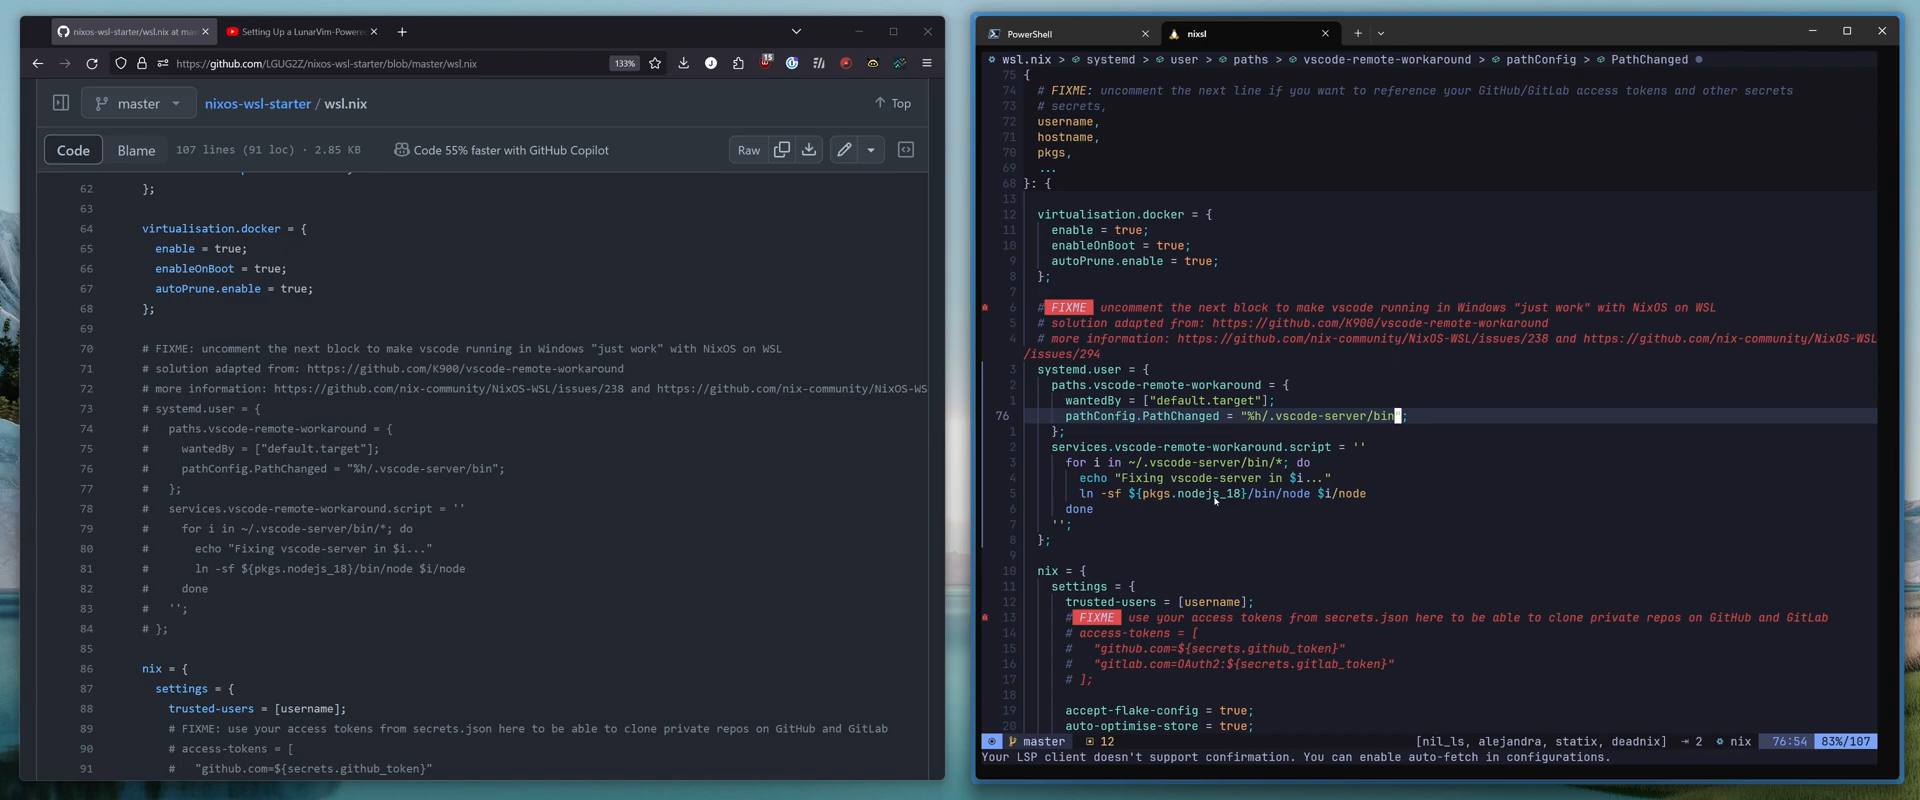 nixos-wsl-starter/wsl.nix at mas
Setting Up a LunarVim-Powere
https://github.com/LGUG2Z/nixos-wsl-starter/blob/master/wsl.nix
133%
15
master
nixos-wsl-starter / wsl.nix
Top
Code
Blame
107 lines (91 loc) · 2.85 KB
Code 55% faster with GitHub Copilot
Raw
62 };
63
64 virtualisation.docker = {
65 enable = true;
66 enableOnBoot = true;
67 autoPrune.enable = true;
68 };
69
70 # FIXME: uncomment the next block to make vscode running in Windows "just work" with NixOS on WSL
71 # solution adapted from: https://github.com/K900/vscode-remote-workaround
72 # more information: https://github.com/nix-community/NixOS-WSL/issues/238 and https://github.com/nix-community/NixOS-WS
73 # systemd.user = {
74 # paths.vscode-remote-workaround = {
75 # wantedBy = ["default.target"];
76 # pathConfig.PathChanged = "%h/.vscode-server/bin";
77 # };
78 # services.vscode-remote-workaround.script = ''
79 # for i in ~/.vscode-server/bin/*; do
80 # echo "Fixing vscode-server in $i..."
81 # ln -sf ${pkgs.nodejs_18}/bin/node $i/node
82 # done
83 # '';
84 # };
85
86 nix = {
87 settings = {
88 trusted-users = [username];
89 # FIXME: use your access tokens from secrets.json here to be able to clone private repos on GitHub and GitLab
90 # access-tokens = [
91 # "github.com=${secrets.github_token}"
PowerShell
nixsl
wsl.nix > systemd > user > paths > vscode-remote-workaround > pathConfig > PathChanged
75 {
74 # FIXME: uncomment the next line if you want to reference your GitHub/GitLab access tokens and other secrets
73 # secrets,
72 username,
71 hostname,
70 pkgs,
69 ...
68 }: {
13
12 virtualisation.docker = {
11 enable = true;
10 enableOnBoot = true;
9 autoPrune.enable = true;
8 };
7
6 # FIXME uncomment the next block to make vscode running in Windows "just work" with NixOS on WSL
5 # solution adapted from: https://github.com/K900/vscode-remote-workaround
4 # more information: https://github.com/nix-community/NixOS-WSL/issues/238 and https://github.com/nix-community/NixOS-WSL
/issues/294
3 systemd.user = {
2 paths.vscode-remote-workaround = {
1 wantedBy = ["default.target"];
76 pathConfig.PathChanged = "%h/.vscode-server/bin";
1 };
2 services.vscode-remote-workaround.script = ''
3 for i in ~/.vscode-server/bin/*; do
4 echo "Fixing vscode-server in $i..."
5 ln -sf ${pkgs.nodejs_18}/bin/node $i/node
6 done
7 '';
8 };
9
10 nix = {
11 settings = {
12 trusted-users = [username];
13 # FIXME use your access tokens from secrets.json here to be able to clone private repos on GitHub and GitLab
14 # access-tokens = [
15 # "github.com=${secrets.github_token}"
16 # "gitlab.com=OAuth2:${secrets.gitlab_token}"
17 # ];
18
19 accept-flake-config = true;
20 auto-optimise-store = true;
master 12 [nil_ls, alejandra, statix, deadnix] 2 nix 76:54 83%/107
Your LSP client doesn't support confirmation. You can enable auto-fetch in configurations.